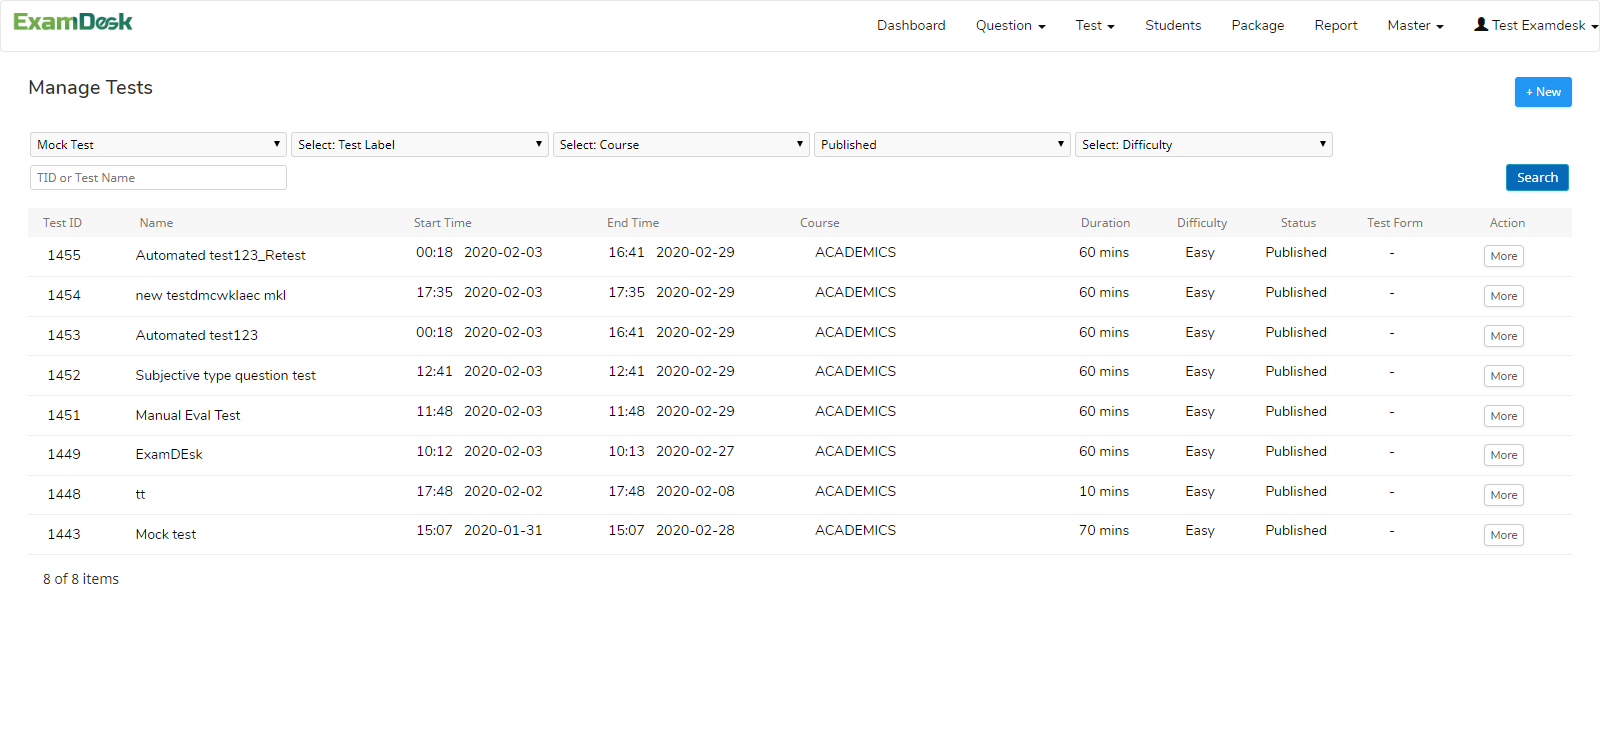 ExamDesk Dashboard Question Test Students Package Report Master Test Examdesk
Manage Tests
+ New
Mock Test Select: Test Label Select: Course Published Select: Difficulty
TID or Test Name Search
Test ID Name Start Time End Time Course Duration Difficulty Status Test Form Action
1455 Automated test123_Retest 00:18 2020-02-03 16:41 2020-02-29 ACADEMICS 60 mins Easy Published - More
1454 new testdmcwklaec mkl 17:35 2020-02-03 17:35 2020-02-29 ACADEMICS 60 mins Easy Published - More
1453 Automated test123 00:18 2020-02-03 16:41 2020-02-29 ACADEMICS 60 mins Easy Published - More
1452 Subjective type question test 12:41 2020-02-03 12:41 2020-02-29 ACADEMICS 60 mins Easy Published - More
1451 Manual Eval Test 11:48 2020-02-03 11:48 2020-02-29 ACADEMICS 60 mins Easy Published - More
1449 ExamDEsk 10:12 2020-02-03 10:13 2020-02-27 ACADEMICS 60 mins Easy Published - More
1448 tt 17:48 2020-02-02 17:48 2020-02-08 ACADEMICS 10 mins Easy Published - More
1443 Mock test 15:07 2020-01-31 15:07 2020-02-28 ACADEMICS 70 mins Easy Published - More
8 of 8 items